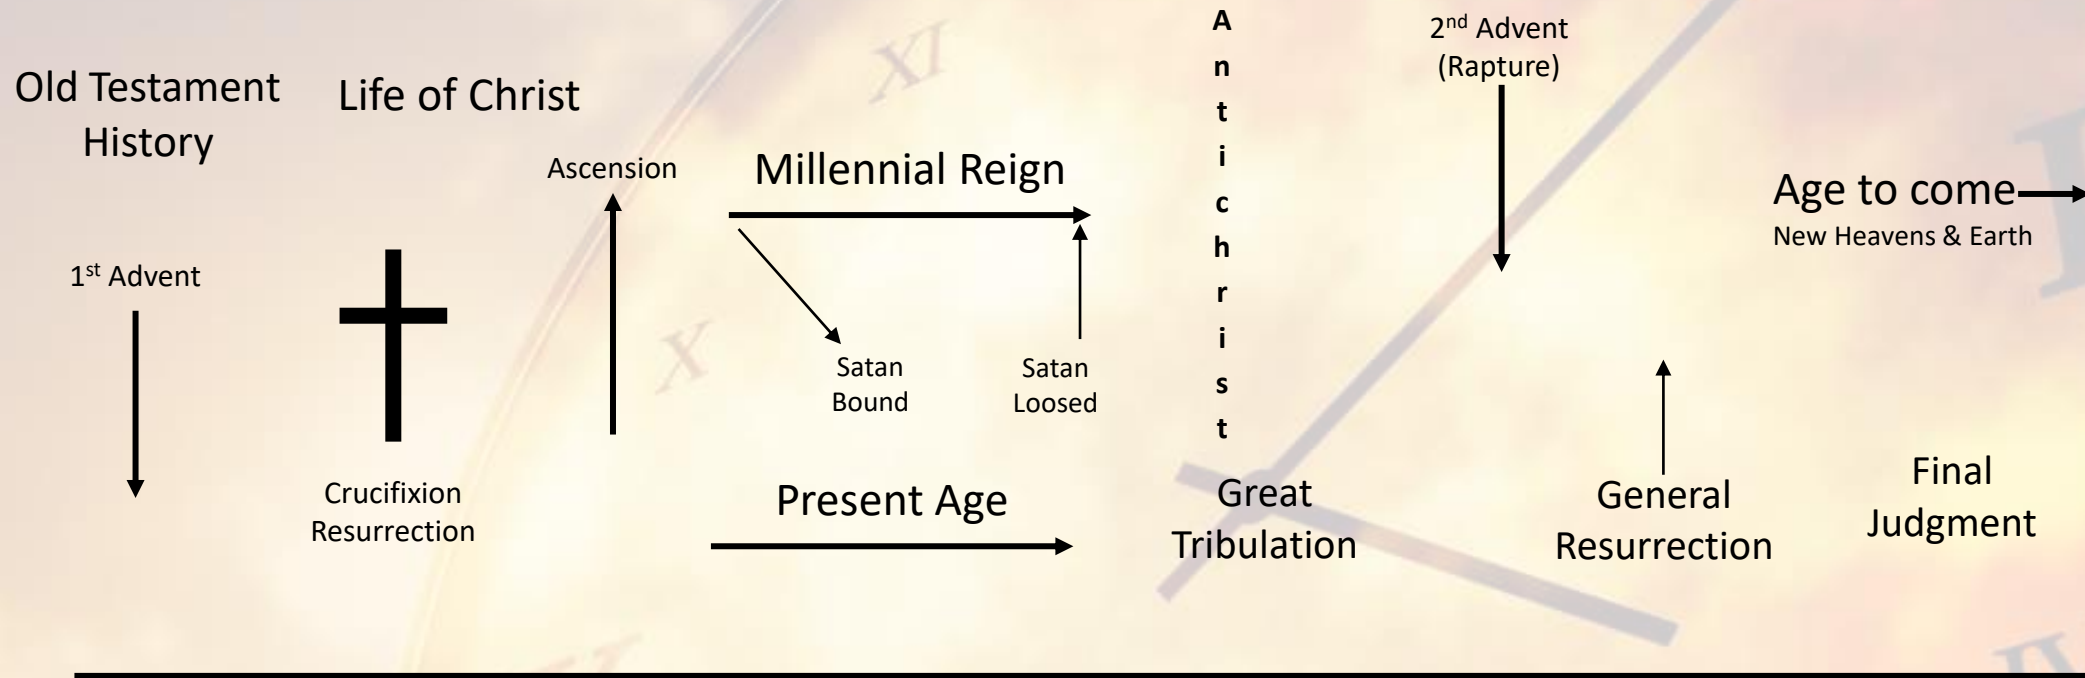 Old Testament
History
1st Advent
Life of Christ
Crucifixion
Resurrection
Ascension
Millennial Reign
Satan
Bound
Satan
Loosed
Present Age
A
n
t
i
c
h
r
i
s
t
Great
Tribulation
2nd Advent
(Rapture)
General
Resurrection
Age to come
New Heavens & Earth
Final
Judgment
XI
X